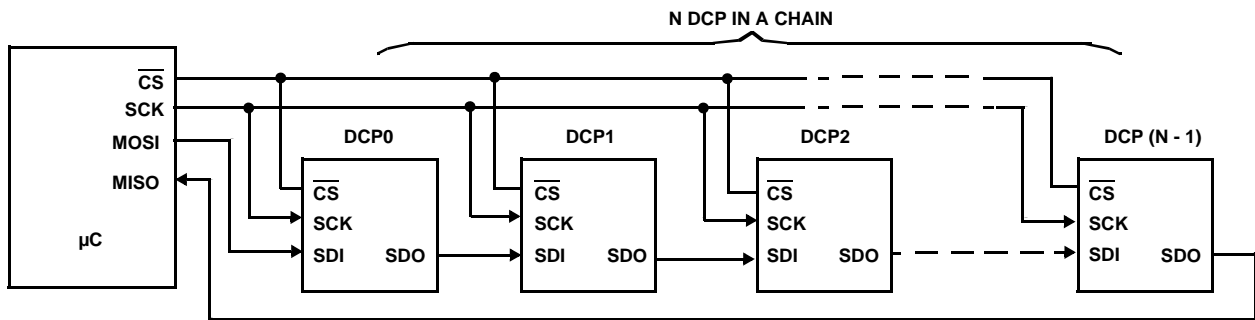 N DCP IN A CHAIN
CS
SCK
MOSI
MISO
µC
DCP0
CS
SCK
SDI SDO
DCP1
CS
SCK
SDI SDO
DCP2
CS
SCK
SDI SDO
DCP (N - 1)
CS
SCK
SDI SDO